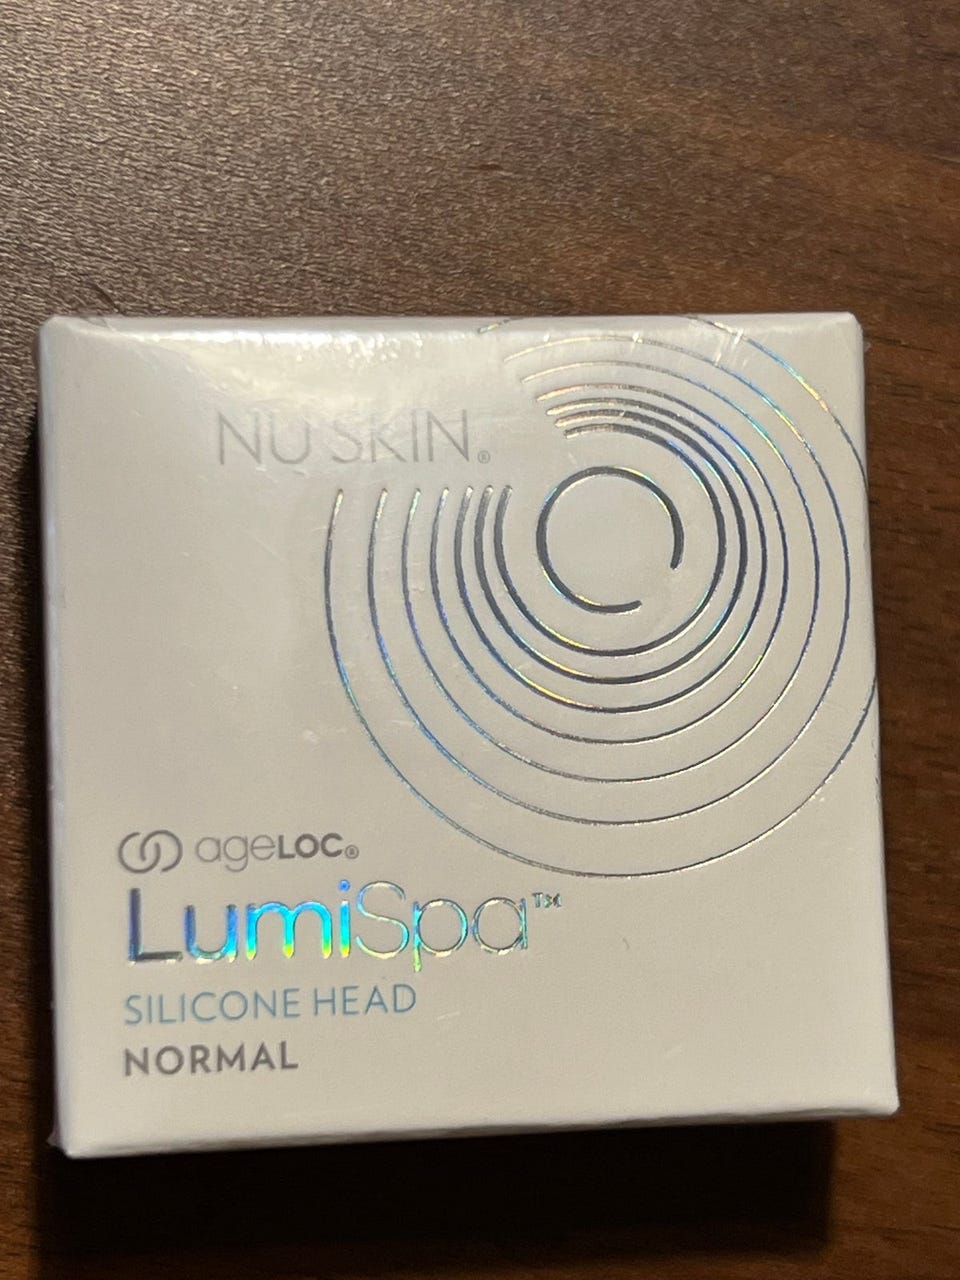 NU SKIN®
ageLOC®
LumiSpa™
SILICONE HEAD
NORMAL